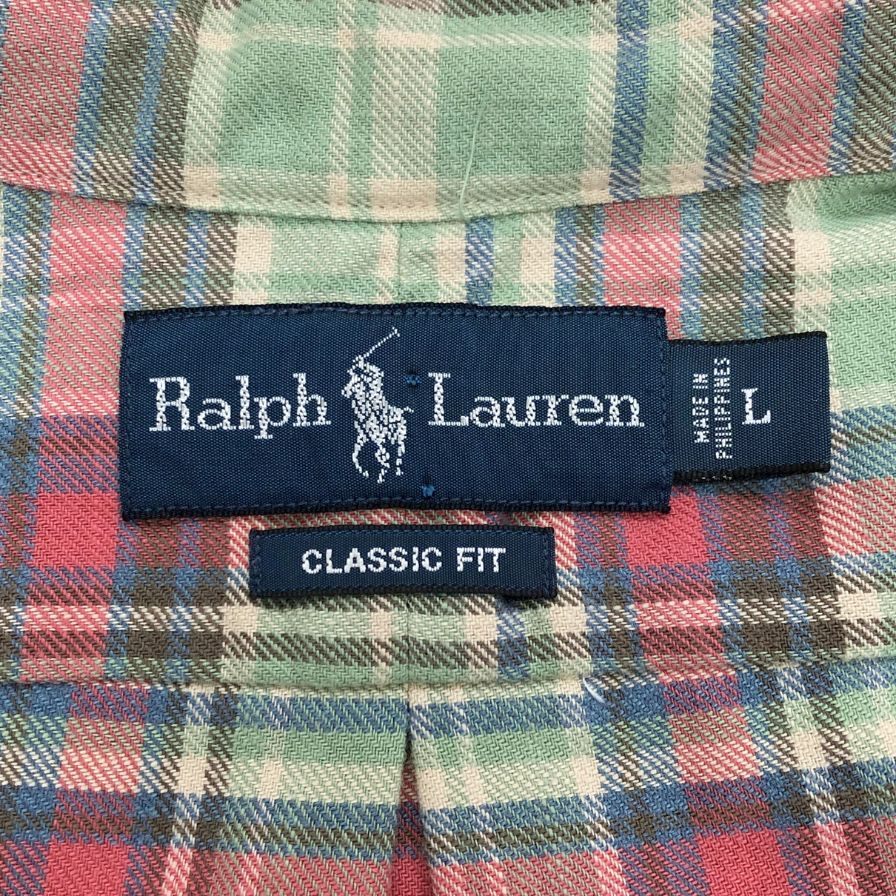 Ralph Lauren
MADE IN
PHILIPPINES
L
CLASSIC FIT